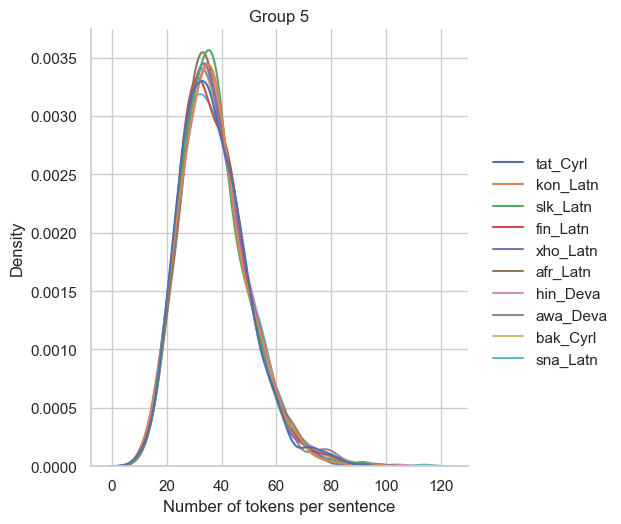 Group 5
0.0035
0.0030
0.0025
0.0020
0.0015
0.0010
0.0005
0.0000
Density
0 20 40 60 80 100 120
Number of tokens per sentence
tat_Cyrl
kon_Latn
slk_Latn
fin_Latn
xho_Latn
afr_Latn
hin_Deva
awa_Deva
bak_Cyrl
sna_Latn